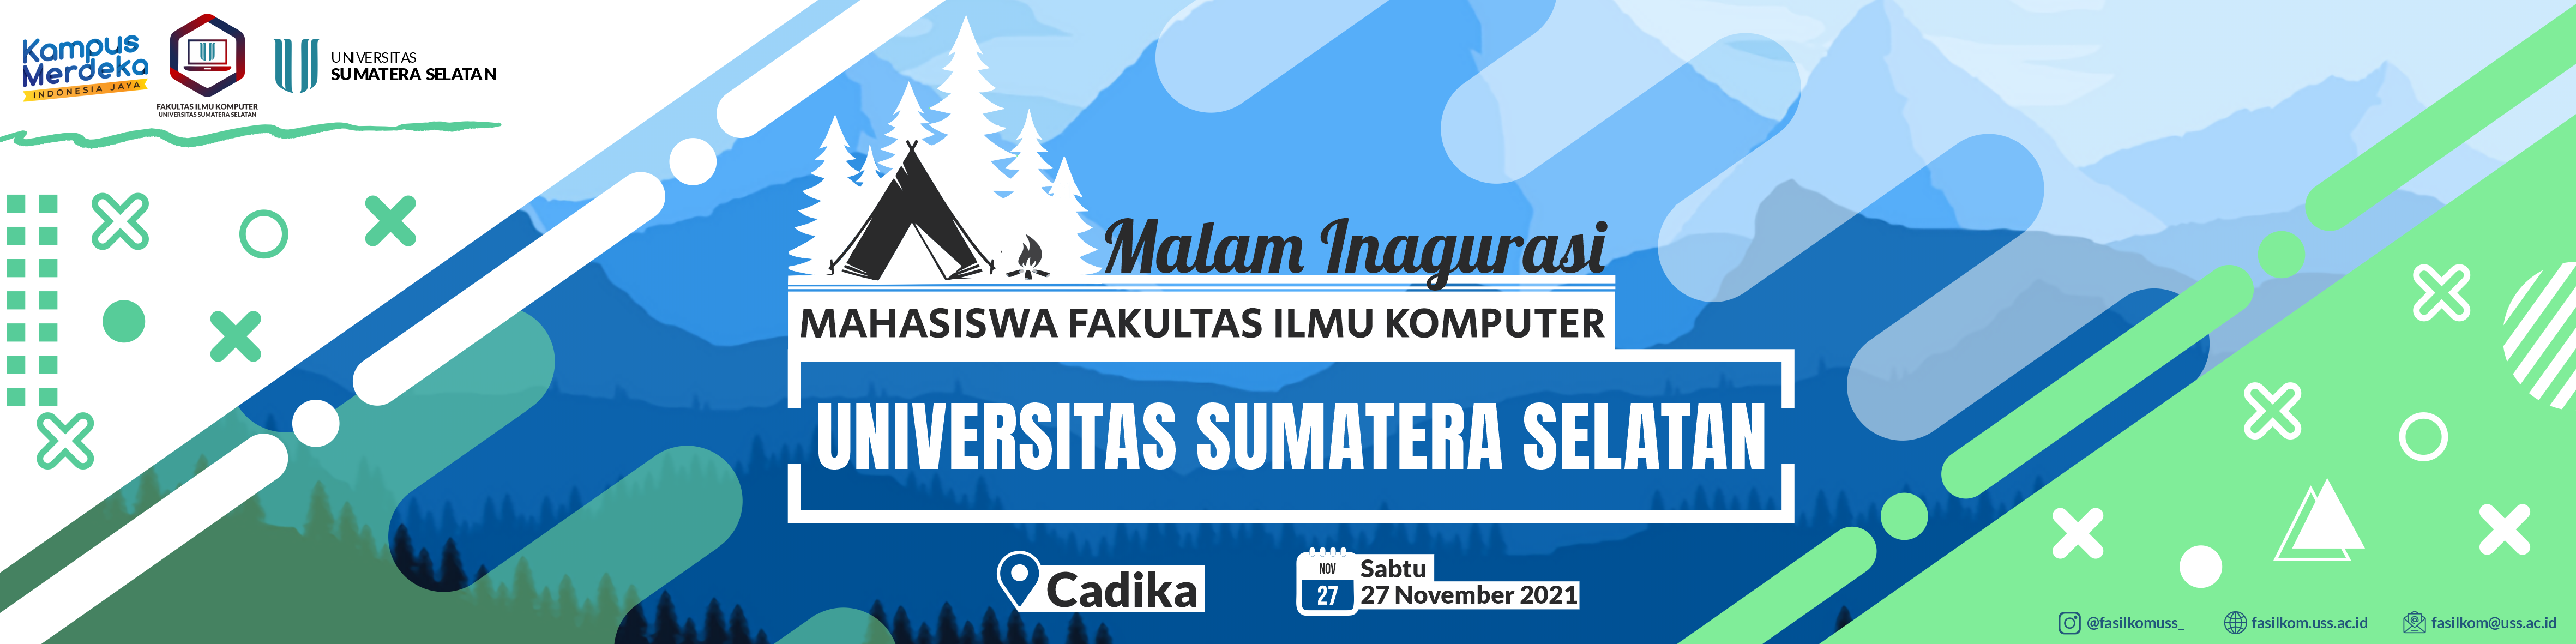 Kampus
Merdeka
INDONESIA JAYA
FAKULTAS ILMU KOMPUTER
UNIVERSITAS SUMATERA SELATAN
UNIVERSITAS
SUMATERA SELATAN
Malam Inagurasi
MAHASISWA FAKULTAS ILMU KOMPUTER
UNIVERSITAS SUMATERA SELATAN
Cadika
NOV
27
Sabtu
27 November 2021
@fasilkomuss_
fasilkom.uss.ac.id
fasilkom@uss.ac.id